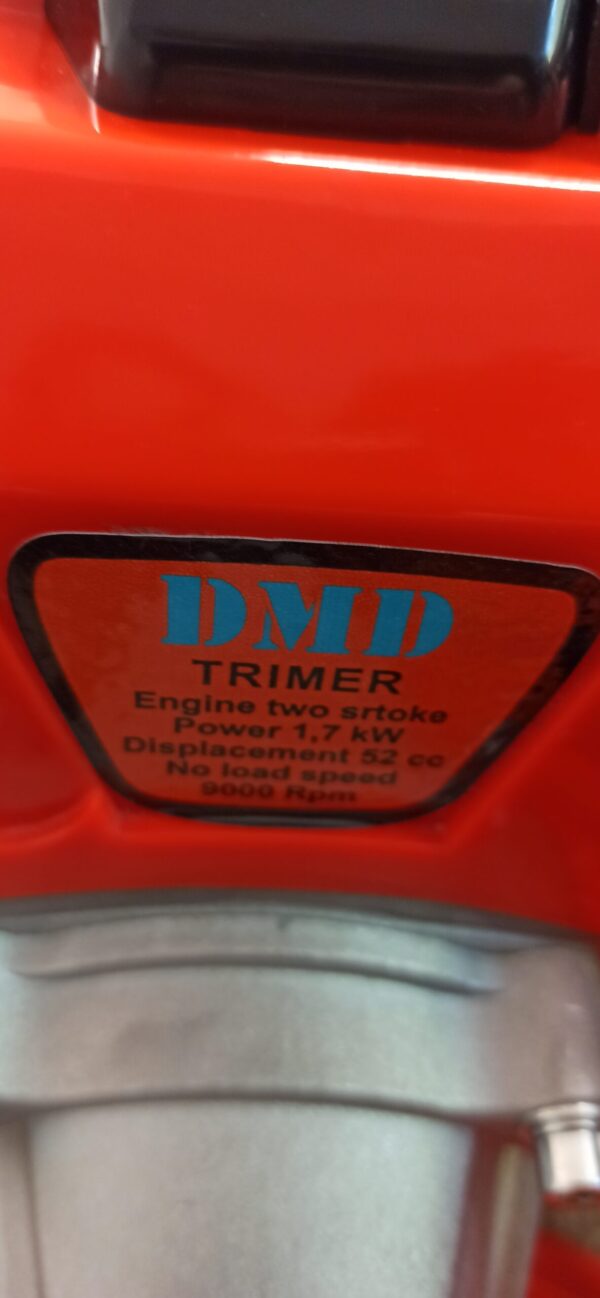 DMD
TRIMER
Engine two srtoke
Power 1,7 kW
Displacement 52 cc
No load speed
9000 Rpm